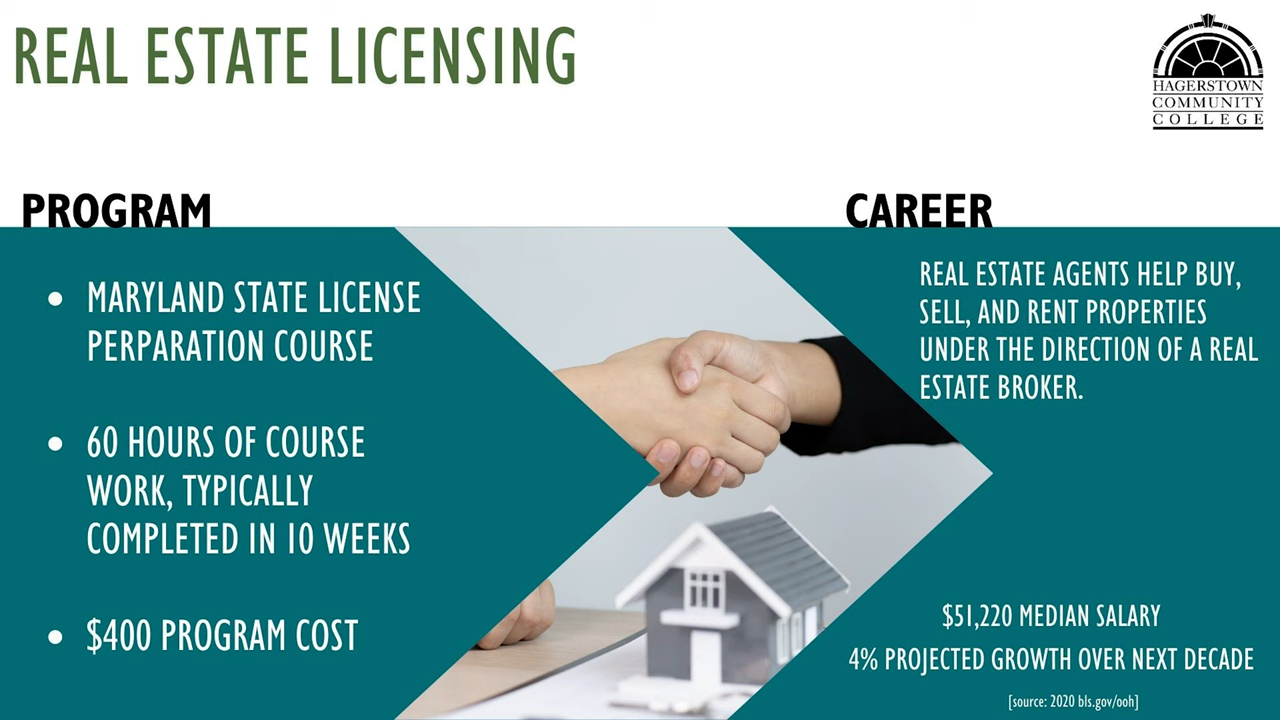 REAL ESTATE LICENSING
HAGERSTOWN
COMMUNITY
COLLEGE
PROGRAM
MARYLAND STATE LICENSE
PERPARATION COURSE
60 HOURS OF COURSE
WORK, TYPICALLY
COMPLETED IN 10 WEEKS
$400 PROGRAM COST
CAREER
REAL ESTATE AGENTS HELP BUY,
SELL, AND RENT PROPERTIES
UNDER THE DIRECTION OF A REAL
ESTATE BROKER.
$51,220 MEDIAN SALARY
4% PROJECTED GROWTH OVER NEXT DECADE
[source: 2020 bls.gov/ooh]